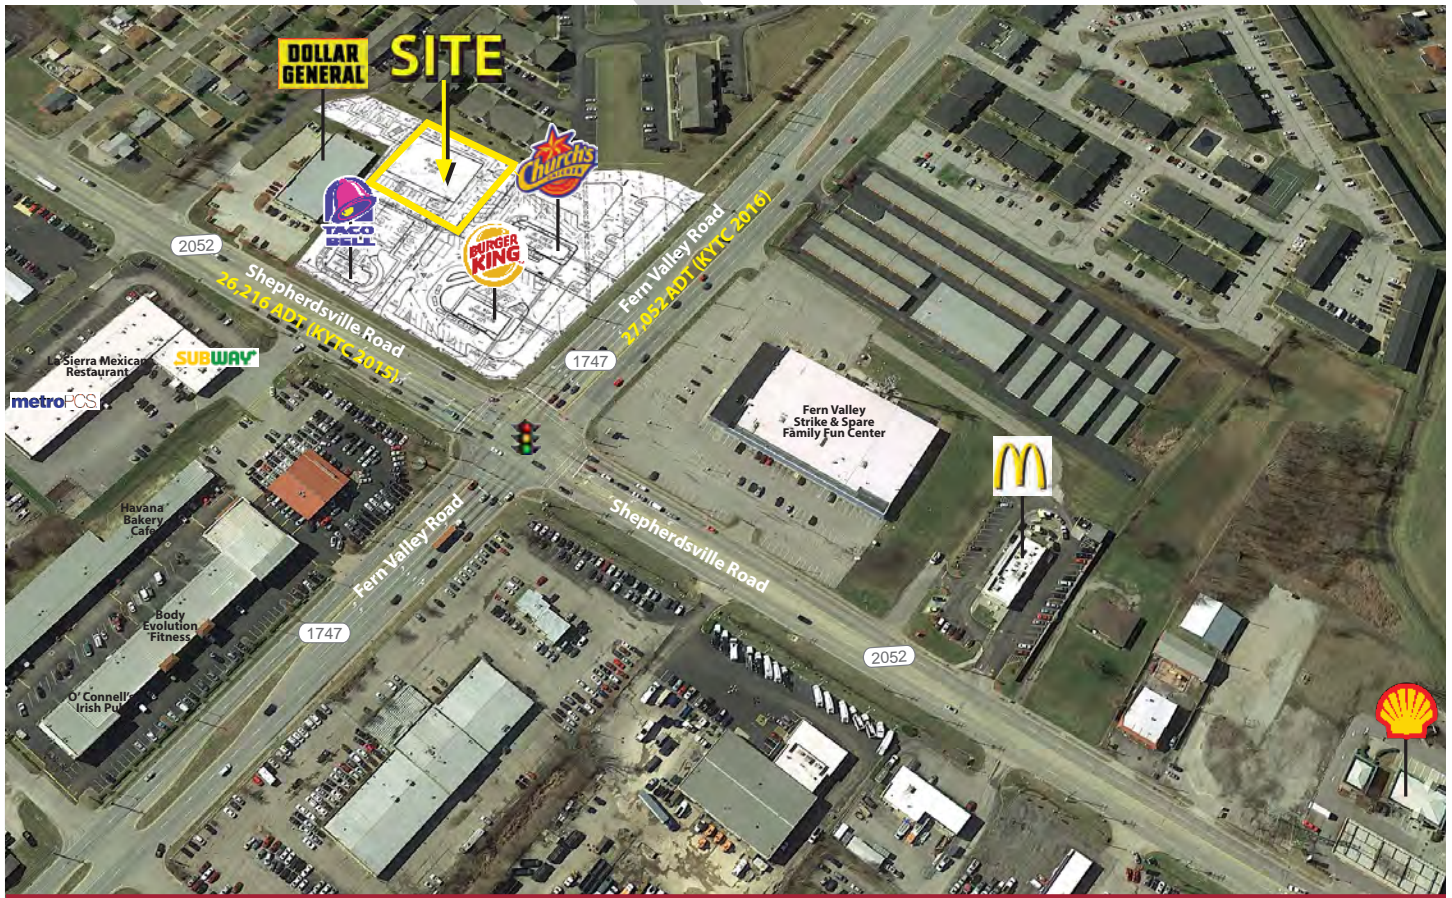 DOLLAR
GENERAL
SITE
Church's
CHICKEN
TACO
BELL
BURGER
KING
2052
Shepherdsville Road
26,216 ADT (KYTC 2015)
Fern Valley Road
27,052 ADT (KYTC 2016)
1747
La Sierra Mexican
Restaurant
SUBWAY
metroPCS
Fern Valley
Strike & Spare
Family Fun Center
Havana
Bakery
Cafe
Fern Valley Road
Shepherdsville Road
Body
Evolution
Fitness
1747
2052
O' Connell's
Irish Pub